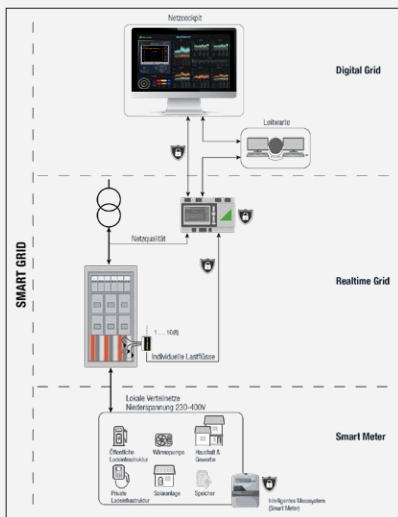 Netzcockpit
Digital Grid
Leitwarte
SMART GRID
Netzqualität
Realtime Grid
Individuelle Lastflüsse
Lokale Verteilnetze
Niederspannung 230-400V
Smart Meter
Öffentliche
Ladeinfrastruktur
Wärmepumpe
Haushalt &
Gewerbe
Private
Ladeinfrastruktur
Solaranlage
Speicher
Intelligentes Messsystem
(Smart Meter)